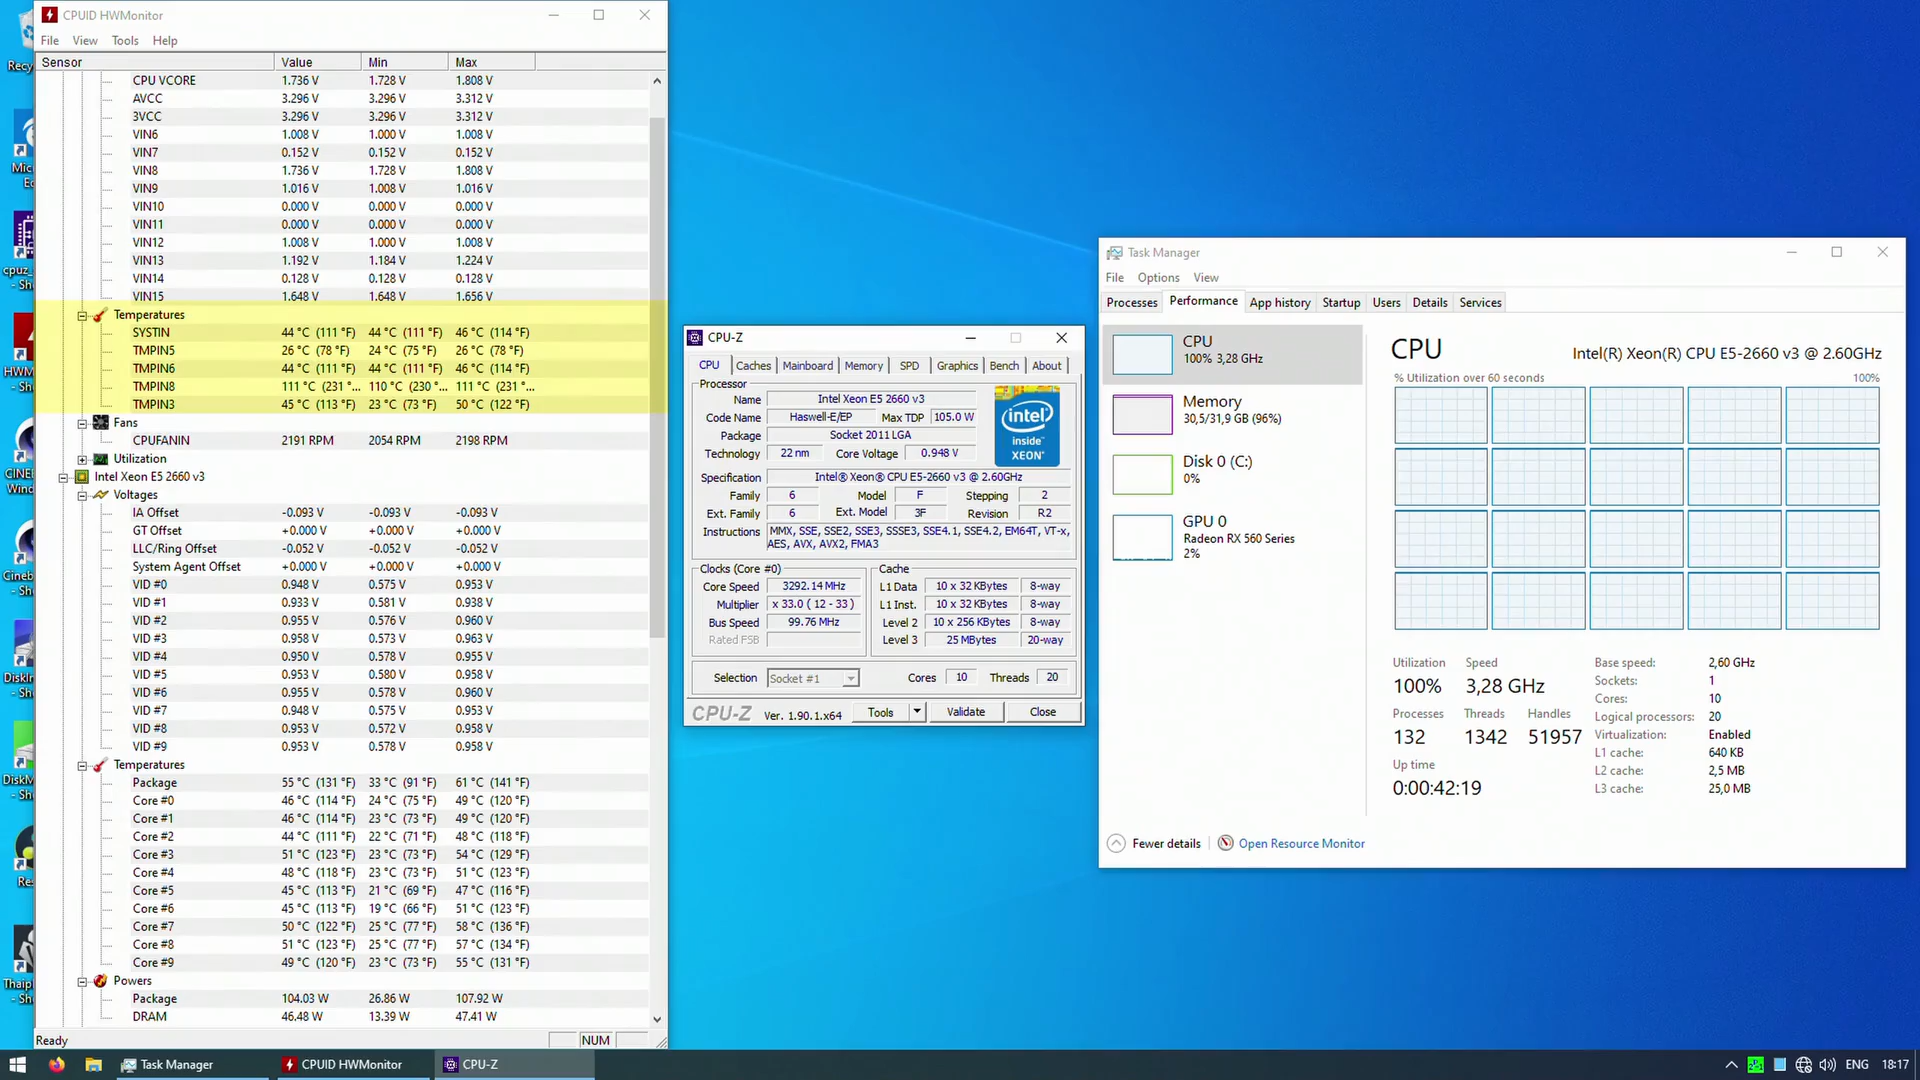 CPUID HWMonitor
File View Tools Help
Sensor Value Min Max
CPU VCORE 1.736 V 1.728 V 1.808 V
AVCC 3.296 V 3.296 V 3.312 V
3VCC 3.296 V 3.296 V 3.312 V
VIN6 1.008 V 1.000 V 1.008 V
VIN7 0.152 V 0.152 V 0.152 V
VIN8 1.736 V 1.728 V 1.808 V
VIN9 1.016 V 1.008 V 1.016 V
VIN10 0.000 V 0.000 V 0.000 V
VIN11 0.000 V 0.000 V 0.000 V
VIN12 1.008 V 1.000 V 1.008 V
VIN13 1.192 V 1.184 V 1.224 V
VIN14 0.128 V 0.128 V 0.128 V
VIN15 1.648 V 1.648 V 1.656 V
Temperatures
SYSTIN 44 °C (111 °F) 44 °C (111 °F) 46 °C (114 °F)
TMPIN5 26 °C (78 °F) 24 °C (75 °F) 26 °C (78 °F)
TMPIN6 44 °C (111 °F) 44 °C (111 °F) 46 °C (114 °F)
TMPIN8 111 °C (231 °... 110 °C (230 °... 111 °C (231 °...
TMPIN3 45 °C (113 °F) 23 °C (73 °F) 50 °C (122 °F)
Fans
CPUFANIN 2191 RPM 2054 RPM 2198 RPM
Utilization
Intel Xeon E5 2660 v3
Voltages
IA Offset -0.093 V -0.093 V -0.093 V
GT Offset +0.000 V +0.000 V +0.000 V
LLC/Ring Offset -0.052 V -0.052 V -0.052 V
System Agent Offset +0.000 V +0.000 V +0.000 V
VID #0 0.948 V 0.575 V 0.953 V
VID #1 0.933 V 0.581 V 0.938 V
VID #2 0.955 V 0.576 V 0.960 V
VID #3 0.958 V 0.573 V 0.963 V
VID #4 0.950 V 0.578 V 0.955 V
VID #5 0.955 V 0.580 V 0.958 V
VID #6 0.955 V 0.578 V 0.960 V
VID #7 0.948 V 0.575 V 0.953 V
VID #8 0.953 V 0.572 V 0.958 V
VID #9 0.953 V 0.578 V 0.958 V
Temperatures
Package 55 °C (131 °F) 33 °C (91 °F) 61 °C (141 °F)
Core #0 46 °C (114 °F) 24 °C (75 °F) 49 °C (120 °F)
Core #1 46 °C (114 °F) 23 °C (73 °F) 49 °C (120 °F)
Core #2 44 °C (111 °F) 22 °C (71 °F) 48 °C (118 °F)
Core #3 51 °C (123 °F) 23 °C (73 °F) 54 °C (129 °F)
Core #4 48 °C (118 °F) 23 °C (73 °F) 51 °C (123 °F)
Core #5 45 °C (113 °F) 21 °C (69 °F) 47 °C (116 °F)
Core #6 45 °C (113 °F) 19 °C (66 °F) 51 °C (123 °F)
Core #7 50 °C (122 °F) 25 °C (77 °F) 58 °C (136 °F)
Core #8 51 °C (123 °F) 25 °C (77 °F) 57 °C (134 °F)
Core #9 49 °C (120 °F) 23 °C (73 °F) 55 °C (131 °F)
Powers
Package 104.03 W 26.86 W 107.92 W
DRAM 46.48 W 13.39 W 47.41 W
Ready NUM
CPU-Z
CPU Caches Mainboard Memory SPD Graphics Bench About
Processor
Name Intel Xeon E5 2660 v3
Code Name Haswell-E/EP Max TDP 105.0 W
Package Socket 2011 LGA
Technology 22 nm Core Voltage 0.948 V
intel inside™ XEON®
Specification Intel® Xeon® CPU E5-2660 v3 @ 2.60GHz
Family 6 Model F Stepping 2
Ext. Family 6 Ext. Model 3F Revision R2
Instructions MMX, SSE, SSE2, SSE3, SSSE3, SSE4.1, SSE4.2, EM64T, VT-x,
AES, AVX, AVX2, FMA3
Clocks (Core #0)
Core Speed 3292.14 MHz
Multiplier x 33.0 ( 12 - 33 )
Bus Speed 99.76 MHz
Rated FSB
Cache
L1 Data 10 x 32 KBytes 8-way
L1 Inst. 10 x 32 KBytes 8-way
Level 2 10 x 256 KBytes 8-way
Level 3 25 MBytes 20-way
Selection Socket #1 Cores 10 Threads 20
CPU-Z Ver. 1.90.1.x64 Tools Validate Close
Task Manager
File Options View
Processes Performance App history Startup Users Details Services
CPU
100% 3,28 GHz
Memory
30,5/31,9 GB (96%)
Disk 0 (C:)
0%
GPU 0
Radeon RX 560 Series
2%
CPU Intel(R) Xeon(R) CPU E5-2660 v3 @ 2.60GHz
% Utilization over 60 seconds 100%
Utilization Speed
100% 3,28 GHz
Processes Threads Handles
132 1342 51957
Up time
0:00:42:19
Base speed: 2,60 GHz
Sockets: 1
Cores: 10
Logical processors: 20
Virtualization: Enabled
L1 cache: 640 KB
L2 cache: 2,5 MB
L3 cache: 25,0 MB
Fewer details Open Resource Monitor
Task Manager CPUID HWMonitor CPU-Z ENG 18:17